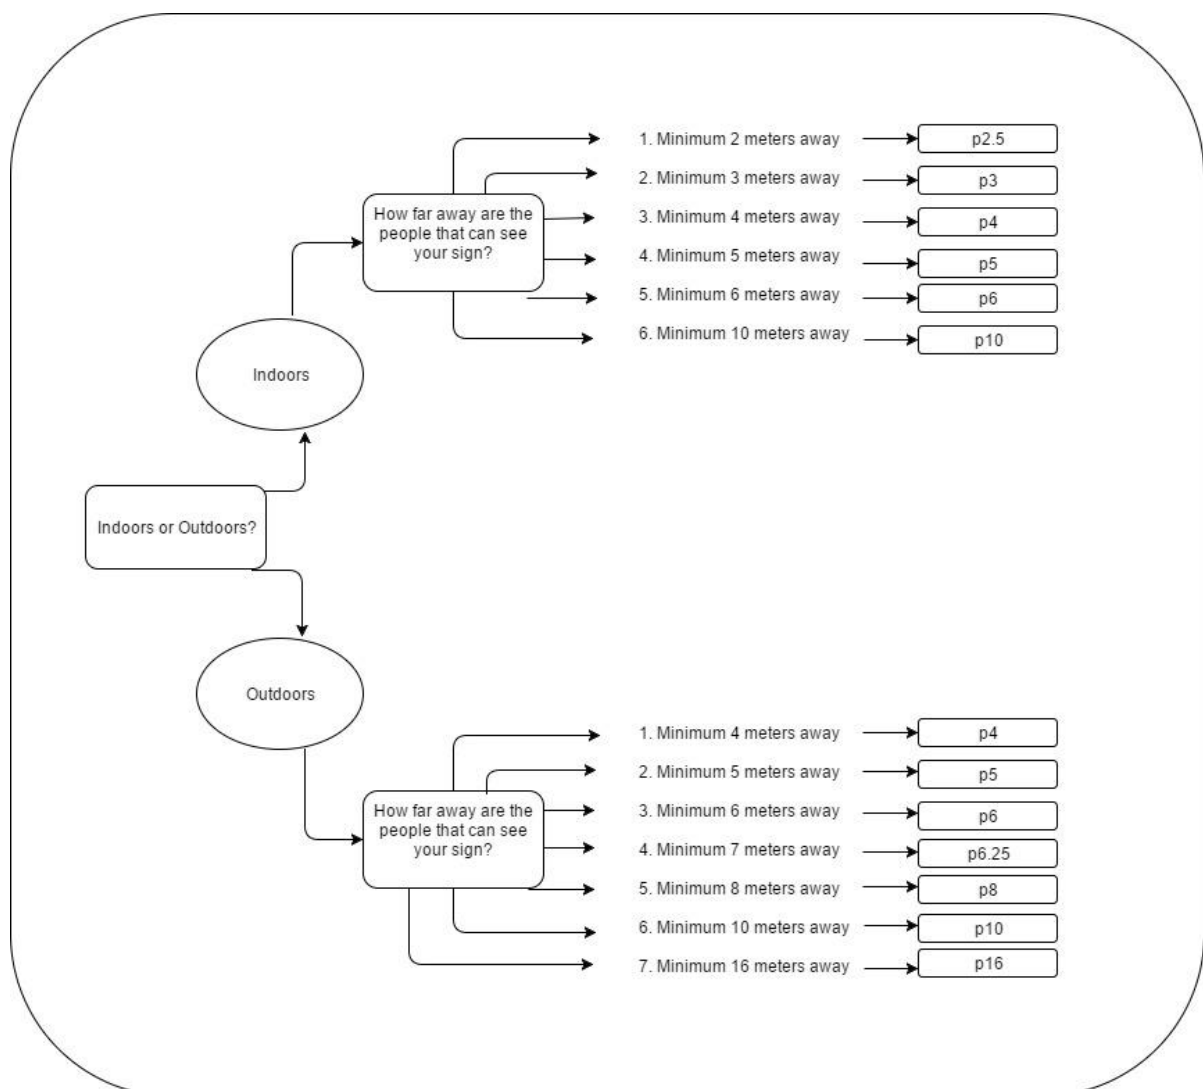 1. Minimum 2 meters away
p2.5
2. Minimum 3 meters away
p3
How far away are the
people that can see
your sign?
3. Minimum 4 meters away
p4
4. Minimum 5 meters away
p5
5. Minimum 6 meters away
p6
6. Minimum 10 meters away
p10
Indoors
Indoors or Outdoors?
Outdoors
1. Minimum 4 meters away
p4
2. Minimum 5 meters away
p5
How far away are the
people that can see
your sign?
3. Minimum 6 meters away
p6
4. Minimum 7 meters away
p6.25
5. Minimum 8 meters away
p8
6. Minimum 10 meters away
p10
7. Minimum 16 meters away
p16